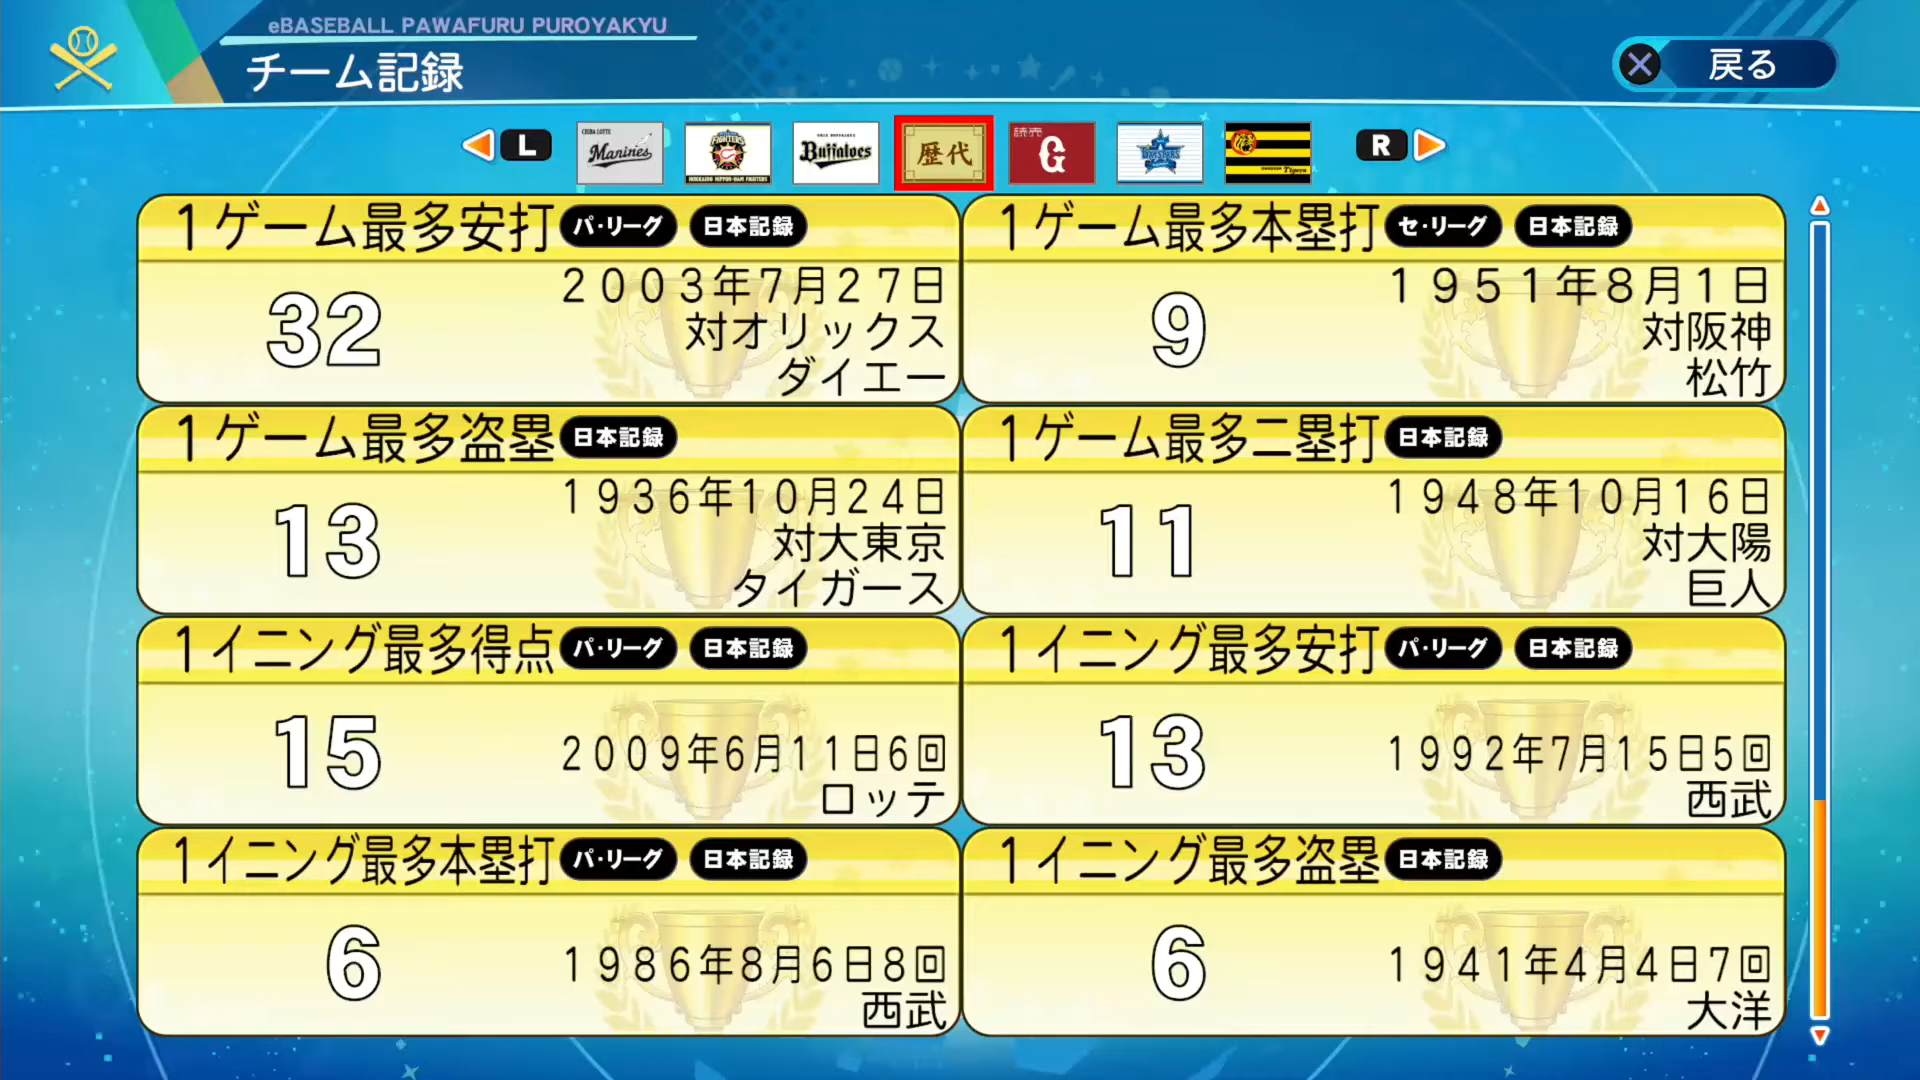 eBASEBALL PAWAFURU PUROYAKYU
チーム記録
戻る
L
CHIBA LOTTE
Marines
FIGHTERS
HOKKAIDO NIPPON-HAM FIGHTERS
Buffaloes
歴代
読売
G
BAYSTARS
Tigers
R
1ゲーム最多安打 パ・リーグ 日本記録
32
2003年7月27日
対オリックス
ダイエー
1ゲーム最多本塁打 セ・リーグ 日本記録
9
1951年8月1日
対阪神
松竹
1ゲーム最多盗塁 日本記録
13
1936年10月24日
対大東京
タイガース
1ゲーム最多二塁打 日本記録
11
1948年10月16日
対大陽
巨人
1イニング最多得点 パ・リーグ 日本記録
15
2009年6月11日6回
ロッテ
1イニング最多安打 パ・リーグ 日本記録
13
1992年7月15日5回
西武
1イニング最多本塁打 パ・リーグ 日本記録
6
1986年8月6日8回
西武
1イニング最多盗塁 日本記録
6
1941年4月4日7回
大洋